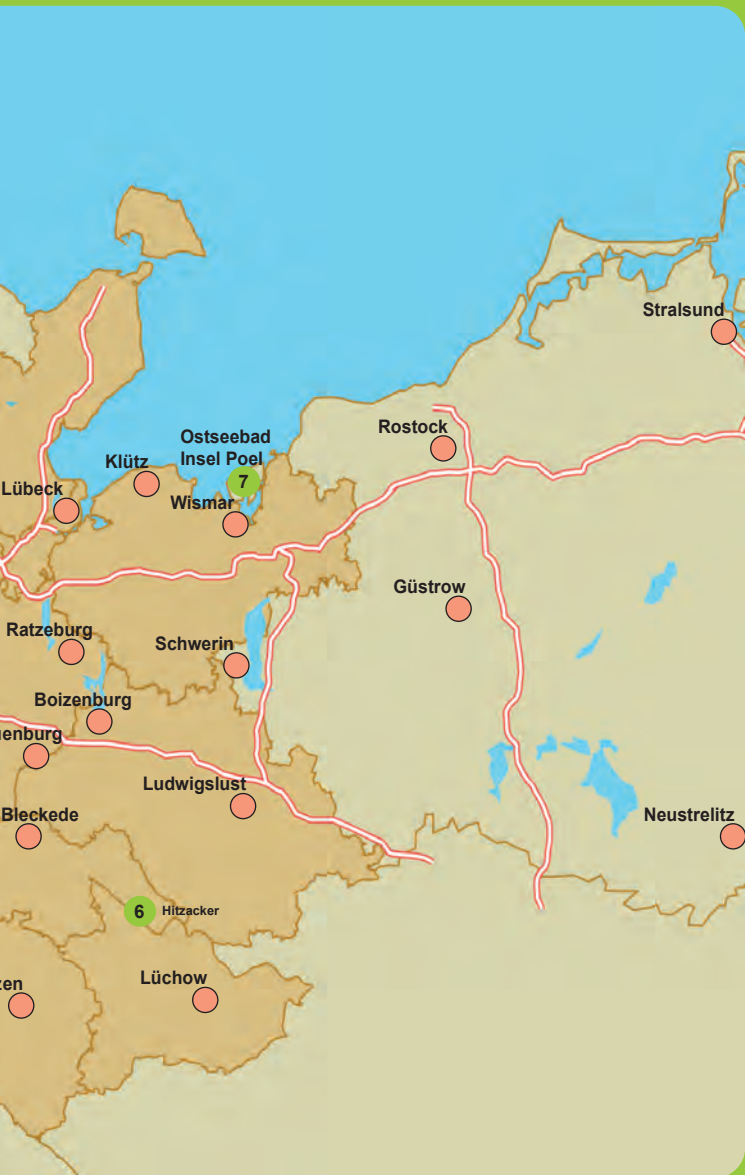 Stralsund
Rostock
Ostseebad
Insel Poel
Klütz
7
Lübeck
Wismar
Güstrow
Ratzeburg
Schwerin
Boizenburg
uenburg
Ludwigslust
Bleckede
Neustrelitz
6
Hitzacker
Lüchow
zen